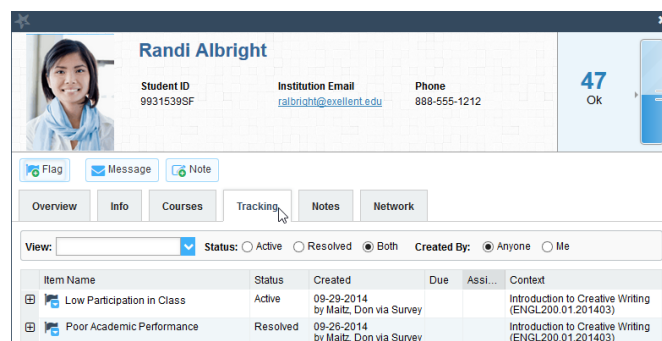 Randi Albright
Student ID Institution Email Phone
9931539SF ralbright@exellent.edu 888-555-1212
47
Ok
Flag Message Note
Overview Info Courses Tracking Notes Network
View: Status: Active Resolved Both Created By: Anyone Me
Item Name Status Created Due Assi... Context
Low Participation in Class Active 09-29-2014 Introduction to Creative Writing
by Maitz, Don via Survey (ENGL200.01.201403)
Poor Academic Performance Resolved 09-26-2014 Introduction to Creative Writing
by Maitz, Don via Survey (ENGL200.01.201403)